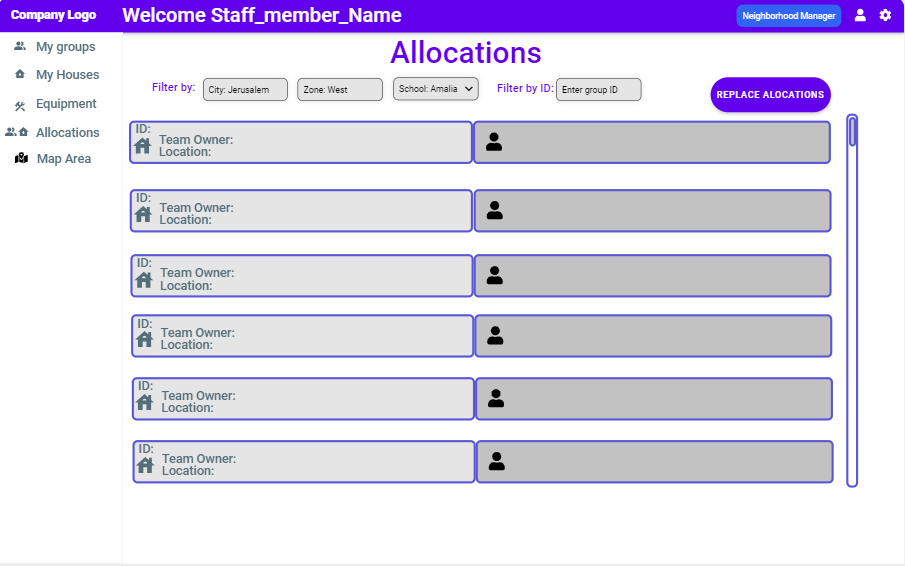 Company Logo
Welcome Staff_member_Name
Neighborhood Manager
My groups
My Houses
Equipment
Allocations
Map Area
Allocations
Filter by:
City: Jerusalem
Zone: West
School: Amalia
Filter by ID:
Enter group ID
REPLACE ALOCATIONS
ID:
Team Owner:
Location:
ID:
Team Owner:
Location:
ID:
Team Owner:
Location:
ID:
Team Owner:
Location:
ID:
Team Owner:
Location:
ID:
Team Owner:
Location: